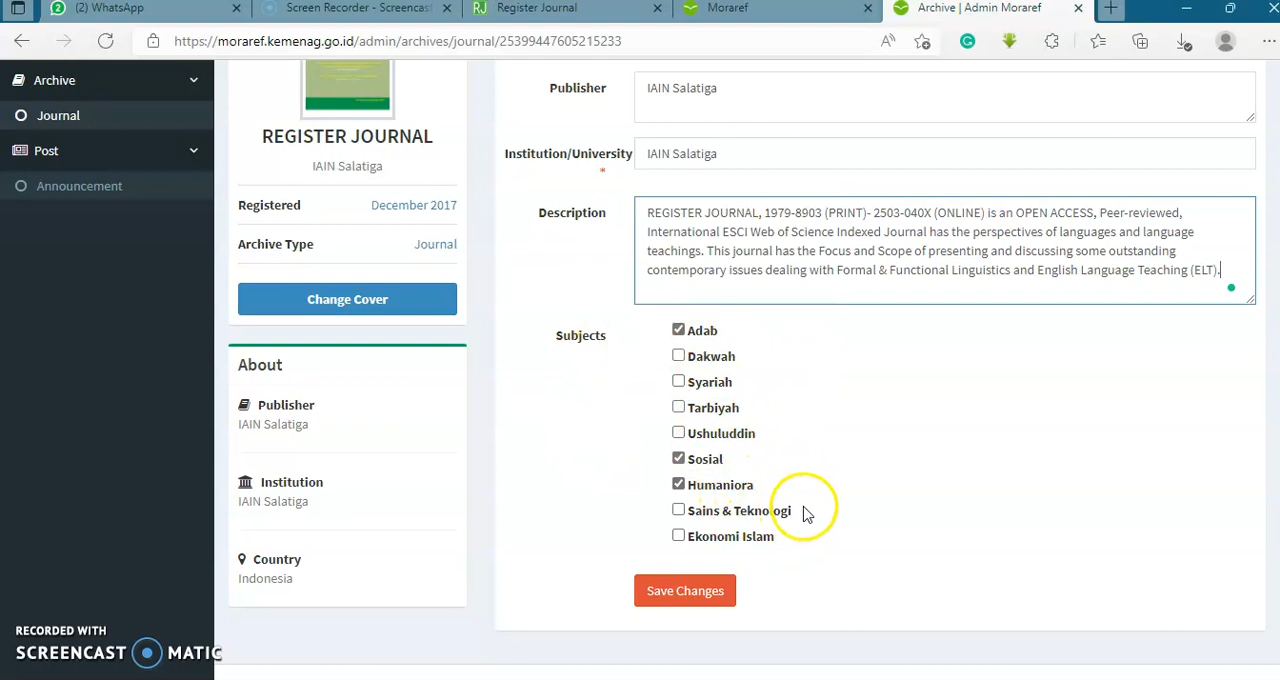 (2) WhatsApp
Screen Recorder - Screencast
RJ Register Journal
Moraref
Archive | Admin Moraref
https://moraref.kemenag.go.id/admin/archives/journal/25399447605215233
Archive
Journal
Post
Announcement
REGISTER JOURNAL
IAIN Salatiga
Registered December 2017
Archive Type Journal
Change Cover
About
Publisher
IAIN Salatiga
Institution
IAIN Salatiga
Country
Indonesia
Publisher IAIN Salatiga
Institution/University IAIN Salatiga
*
Description
REGISTER JOURNAL, 1979-8903 (PRINT)- 2503-040X (ONLINE) is an OPEN ACCESS, Peer-reviewed,
International ESCI Web of Science Indexed Journal has the perspectives of languages and language
teachings. This journal has the Focus and Scope of presenting and discussing some outstanding
contemporary issues dealing with Formal & Functional Linguistics and English Language Teaching (ELT).
Subjects
Adab
Dakwah
Syariah
Tarbiyah
Ushuluddin
Sosial
Humaniora
Sains & Teknologi
Ekonomi Islam
Save Changes
RECORDED WITH
SCREENCAST MATIC